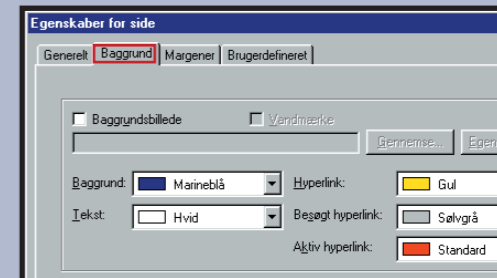 Egenskaber for side
Generelt Baggrund Margener Brugerdefineret
Baggrundsbillede Vandmærke
Gennemse... Egen
Baggrund: Marineblå Hyperlink: Gul
Tekst: Hvid Besøgt hyperlink: Sølvgrå
Aktiv hyperlink: Standard